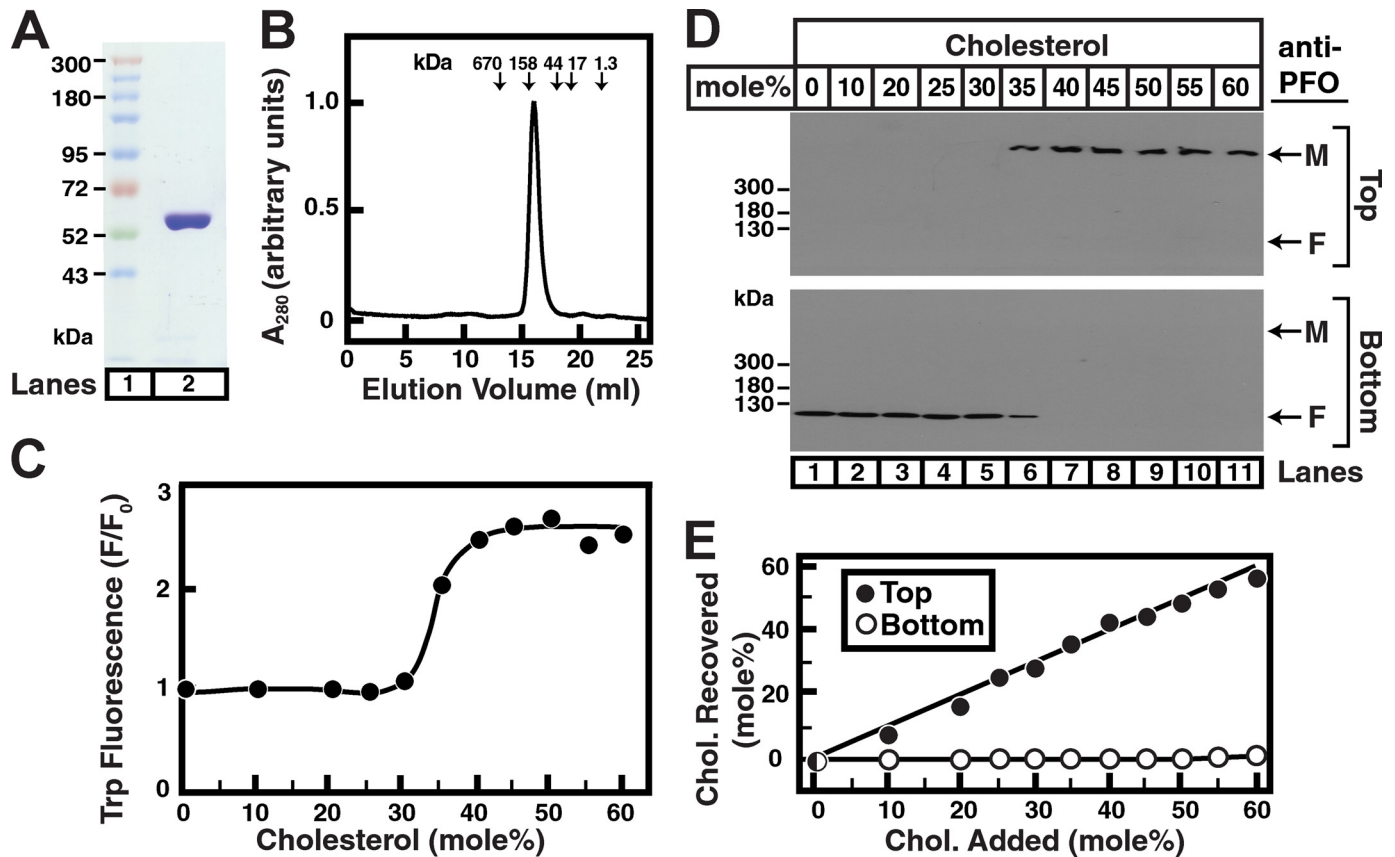 A
300
180
95
72
52
43
kDa
Lanes 1 2
B
kDa 670 158 44 17 1.3
1.0
0.5
0
A280 (arbitrary units)
0 5 10 15 20 25
Elution Volume (ml)
C
3
2
1
0
Trp Fluorescence (F/F0)
0 10 20 30 40 50 60
Cholesterol (mole%)
D
Cholesterol
mole% 0 10 20 25 30 35 40 45 50 55 60
anti-
PFO
300
180
130
M
F
Top
kDa
300
180
130
M
F
Bottom
1 2 3 4 5 6 7 8 9 10 11 Lanes
E
60
40
20
0
Chol. Recovered
(mole%)
Top
Bottom
0 10 20 30 40 50 60
Chol. Added (mole%)